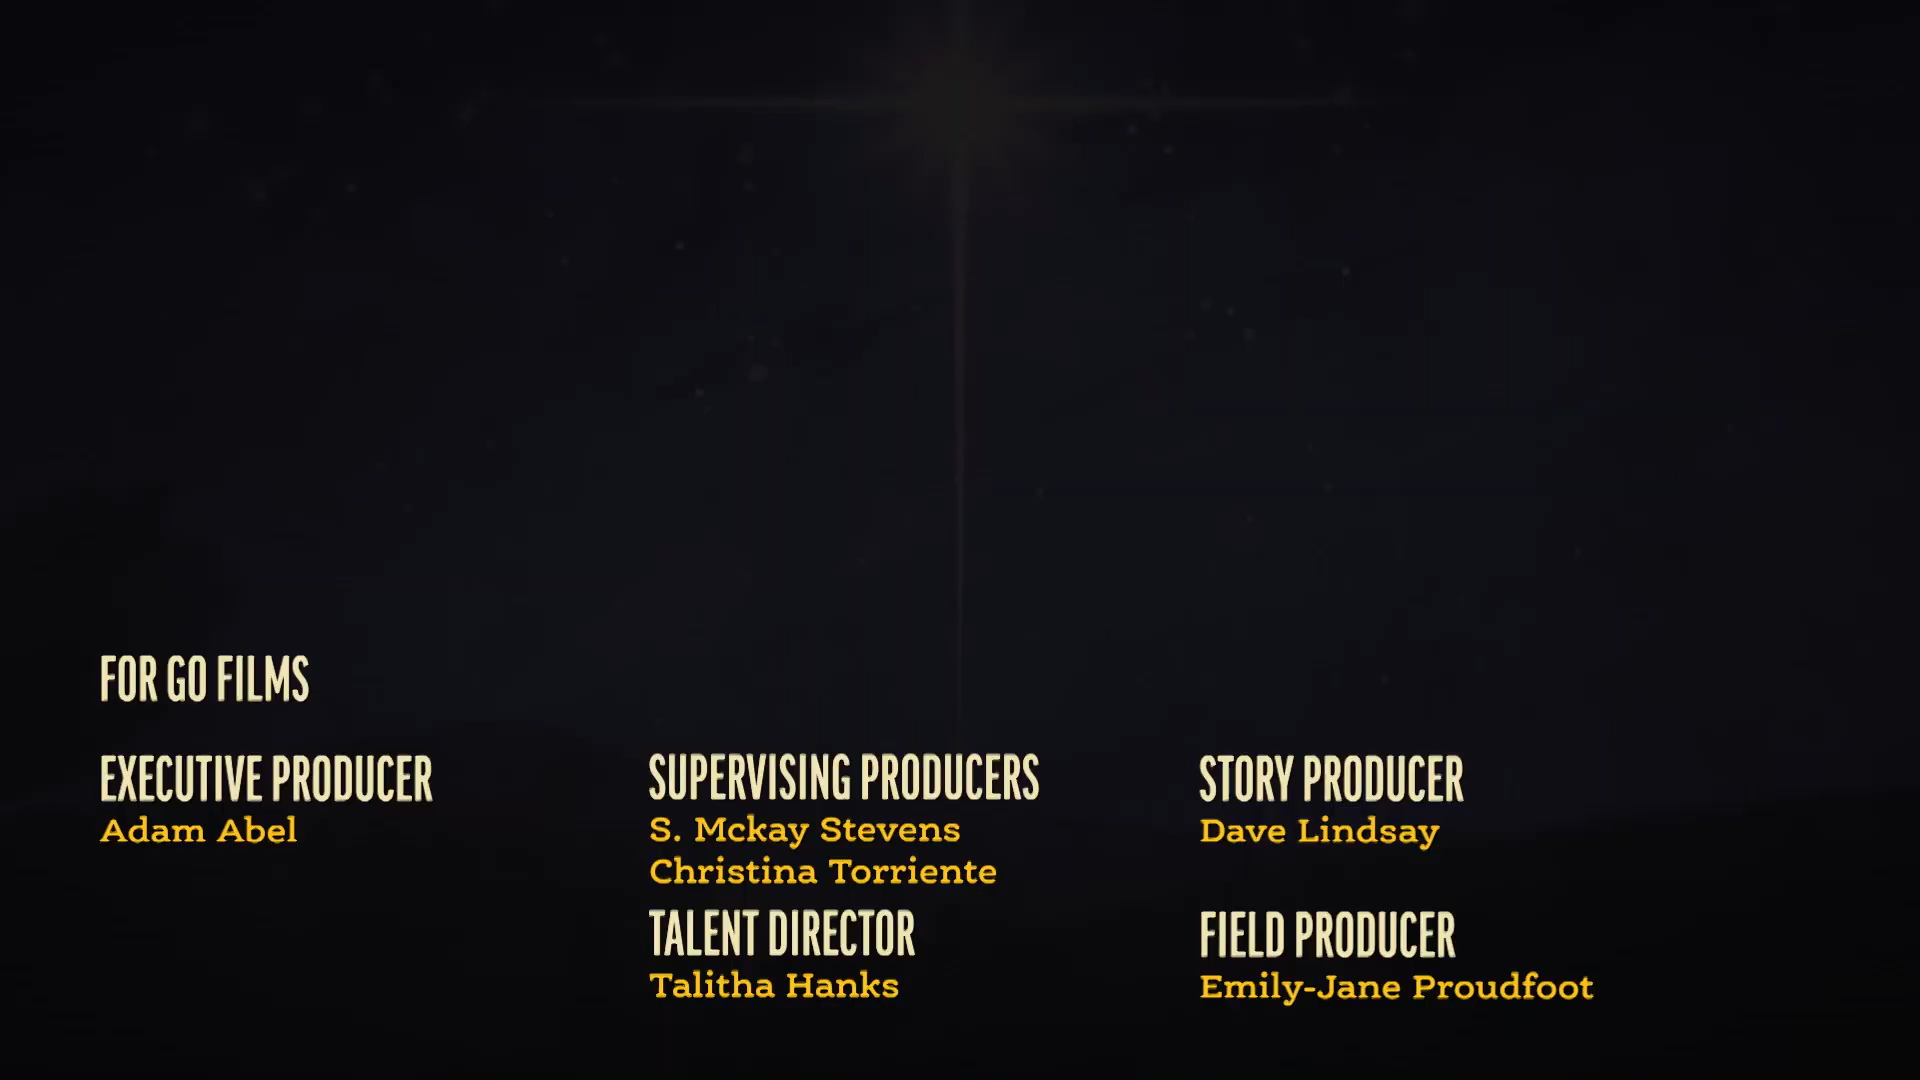 FOR GO FILMS
EXECUTIVE PRODUCER
Adam Abel
SUPERVISING PRODUCERS
S. Mckay Stevens
Christina Torriente
TALENT DIRECTOR
Talitha Hanks
STORY PRODUCER
Dave Lindsay
FIELD PRODUCER
Emily-Jane Proudfoot